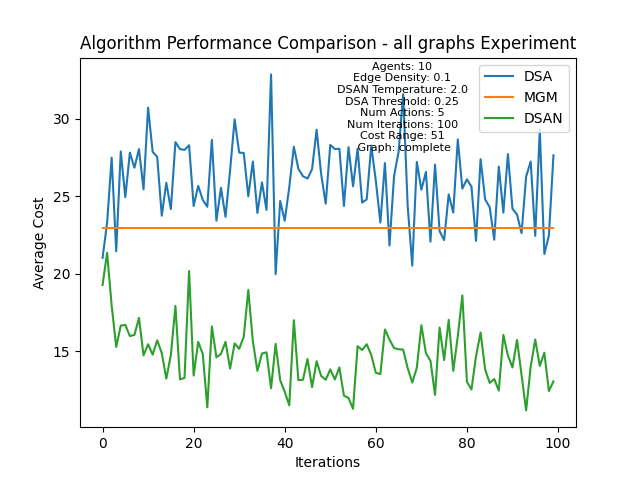 Algorithm Performance Comparison - all graphs Experiment
Agents: 10
Edge Density: 0.1
DSAN Temperature: 2.0
DSA Threshold: 0.25
Num Actions: 5
Num Iterations: 100
Cost Range: 51
Graph: complete
DSA
MGM
DSAN
Average Cost
30
25
20
15
0 20 40 60 80 100
Iterations